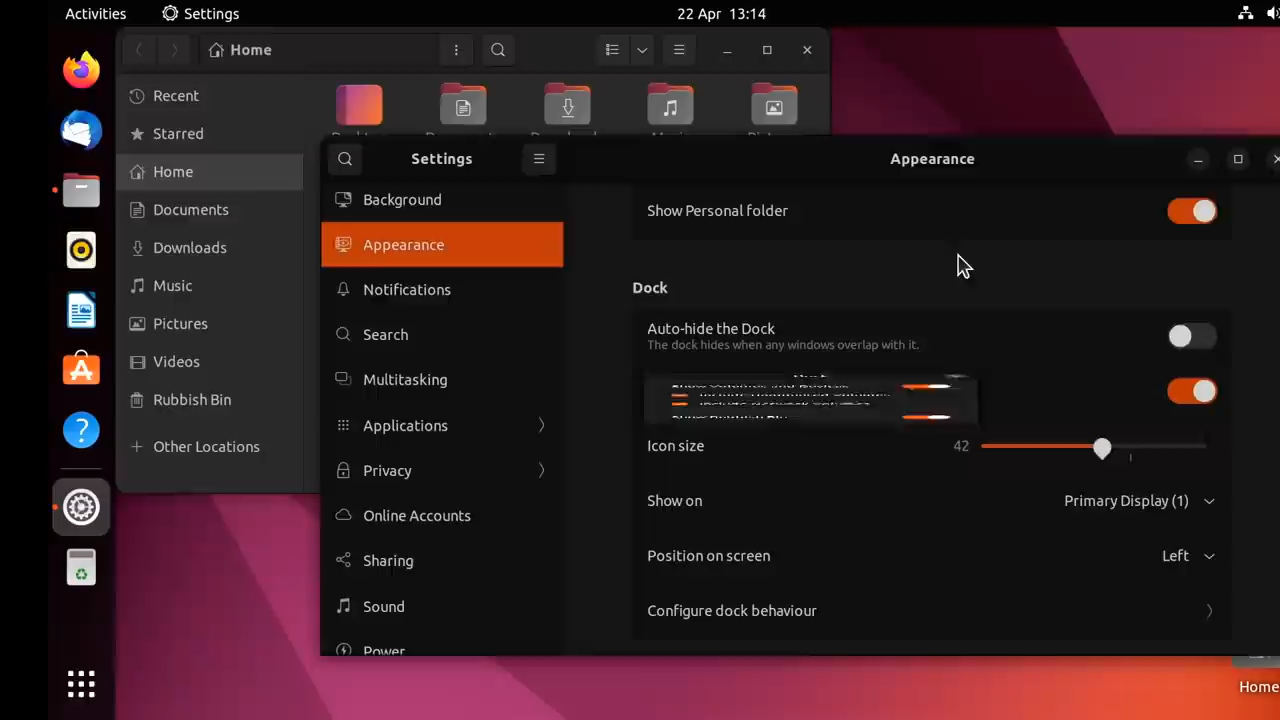 Activities
Settings
22 Apr 13:14
Home
Recent
Starred
Home
Documents
Downloads
Music
Pictures
Videos
Rubbish Bin
Other Locations
Settings
Appearance
Background
Appearance
Notifications
Search
Multitasking
Applications
Privacy
Online Accounts
Sharing
Sound
Power
Show Personal folder
Dock
Auto-hide the Dock
The dock hides when any windows overlap with it.
Icon size
42
Show on
Primary Display (1)
Position on screen
Left
Configure dock behaviour
Home